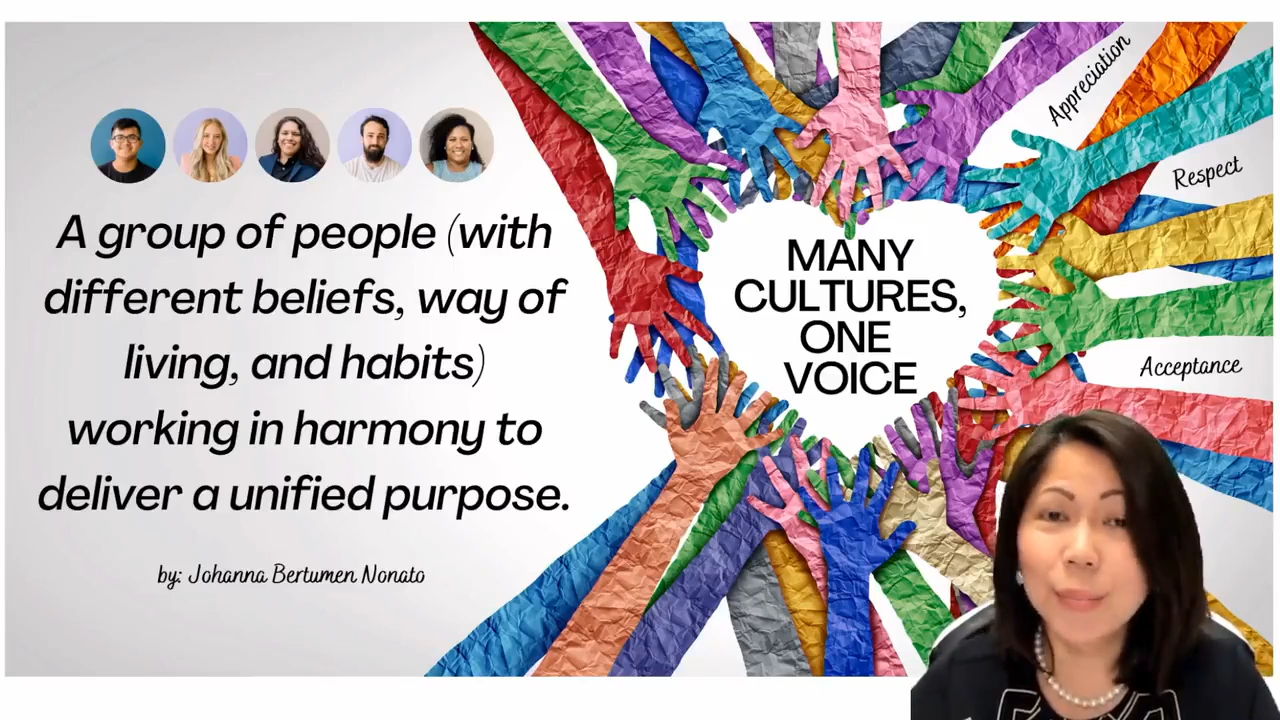 A group of people (with
different beliefs, way of
living, and habits)
working in harmony to
deliver a unified purpose.
by: Johanna Bertumen Nonato
MANY
CULTURES,
ONE
VOICE
Appreciation
Respect
Acceptance